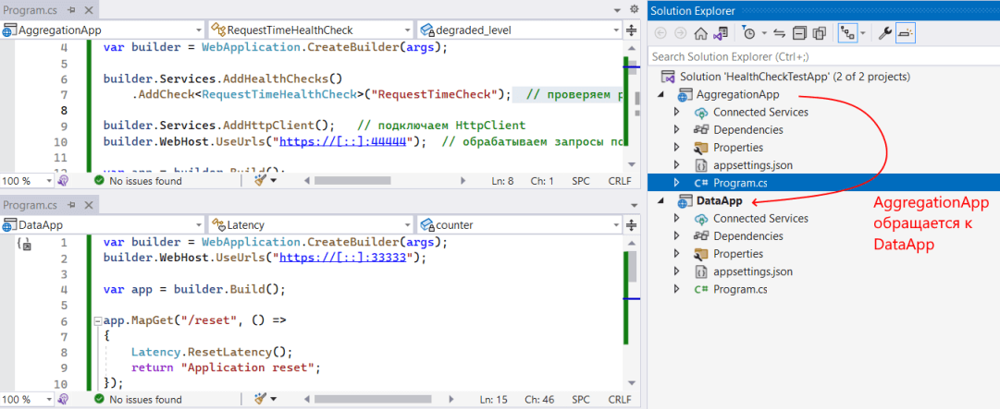 Program.cs
AggregationApp RequestTimeHealthCheck degraded_level
4 var builder = WebApplication.CreateBuilder(args);
5
6 builder.Services.AddHealthChecks()
7 .AddCheck<RequestTimeHealthCheck>("RequestTimeCheck"); // проверяем
8
9 builder.Services.AddHttpClient(); // подключаем HttpClient
10 builder.WebHost.UseUrls("https://[::]:44444"); // обрабатываем запросы по
11
12 var app = builder.Build();
100 % No issues found Ln: 8 Ch: 1 SPC CRLF
Program.cs
DataApp Latency counter
1 var builder = WebApplication.CreateBuilder(args);
2 builder.WebHost.UseUrls("https://[::]:33333");
3
4 var app = builder.Build();
5
6 app.MapGet("/reset", () =>
7 {
8 Latency.ResetLatency();
9 return "Application reset";
10 });
100 % No issues found Ln: 15 Ch: 46 SPC CRLF
Solution Explorer
Search Solution Explorer (Ctrl+;)
Solution 'HealthCheckTestApp' (2 of 2 projects)
AggregationApp
Connected Services
Dependencies
Properties
appsettings.json
C# Program.cs
DataApp
Connected Services
Dependencies
Properties
appsettings.json
C# Program.cs
AggregationApp
обращается к
DataApp